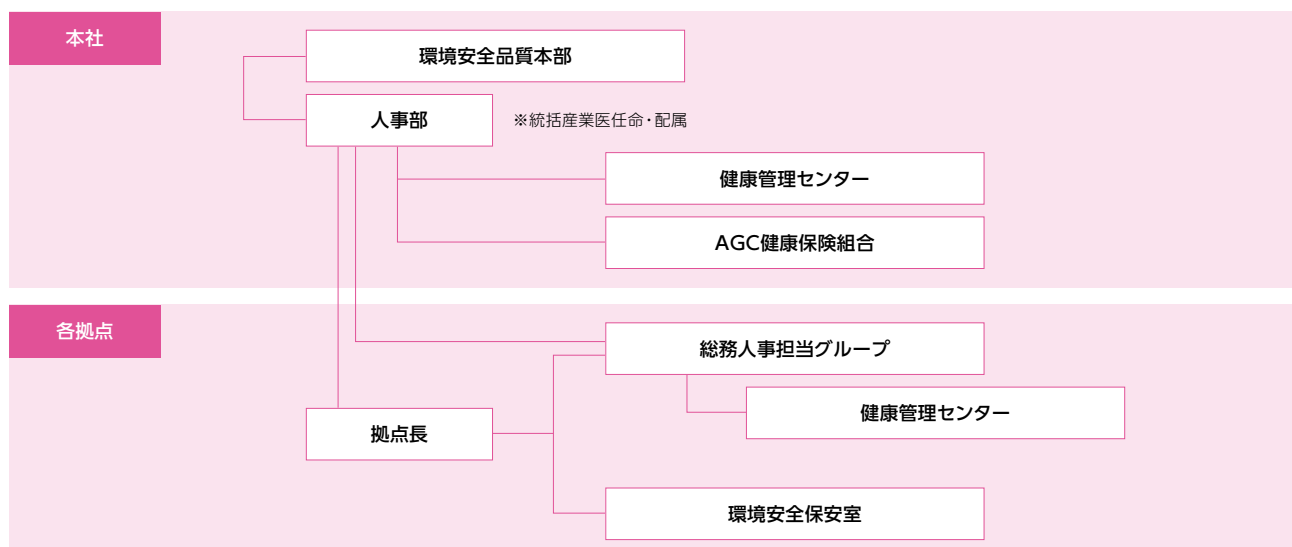 本社
環境安全品質本部
人事部
※統括産業医任命・配属
健康管理センター
AGC健康保険組合
各拠点
総務人事担当グループ
健康管理センター
拠点長
環境安全保安室